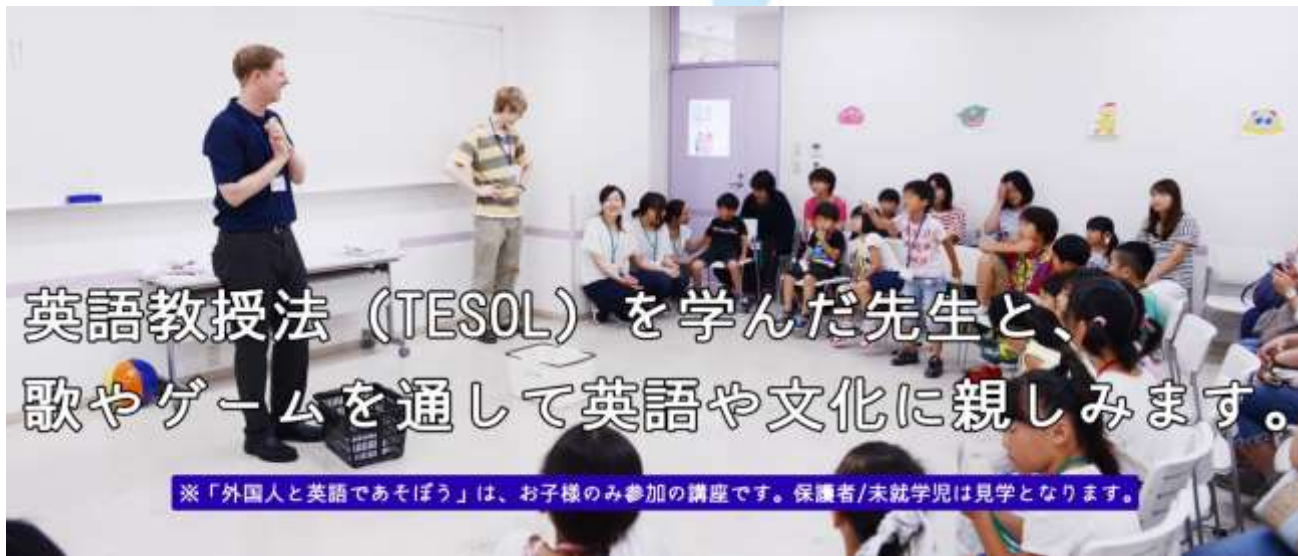 英語教授法（TESOL）を学んだ先生と、
歌やゲームを通して英語や文化に親しみます。
※「外国人と英語であそぼう」は、お子様のみ参加の講座です。保護者/未就学児は見学となります。